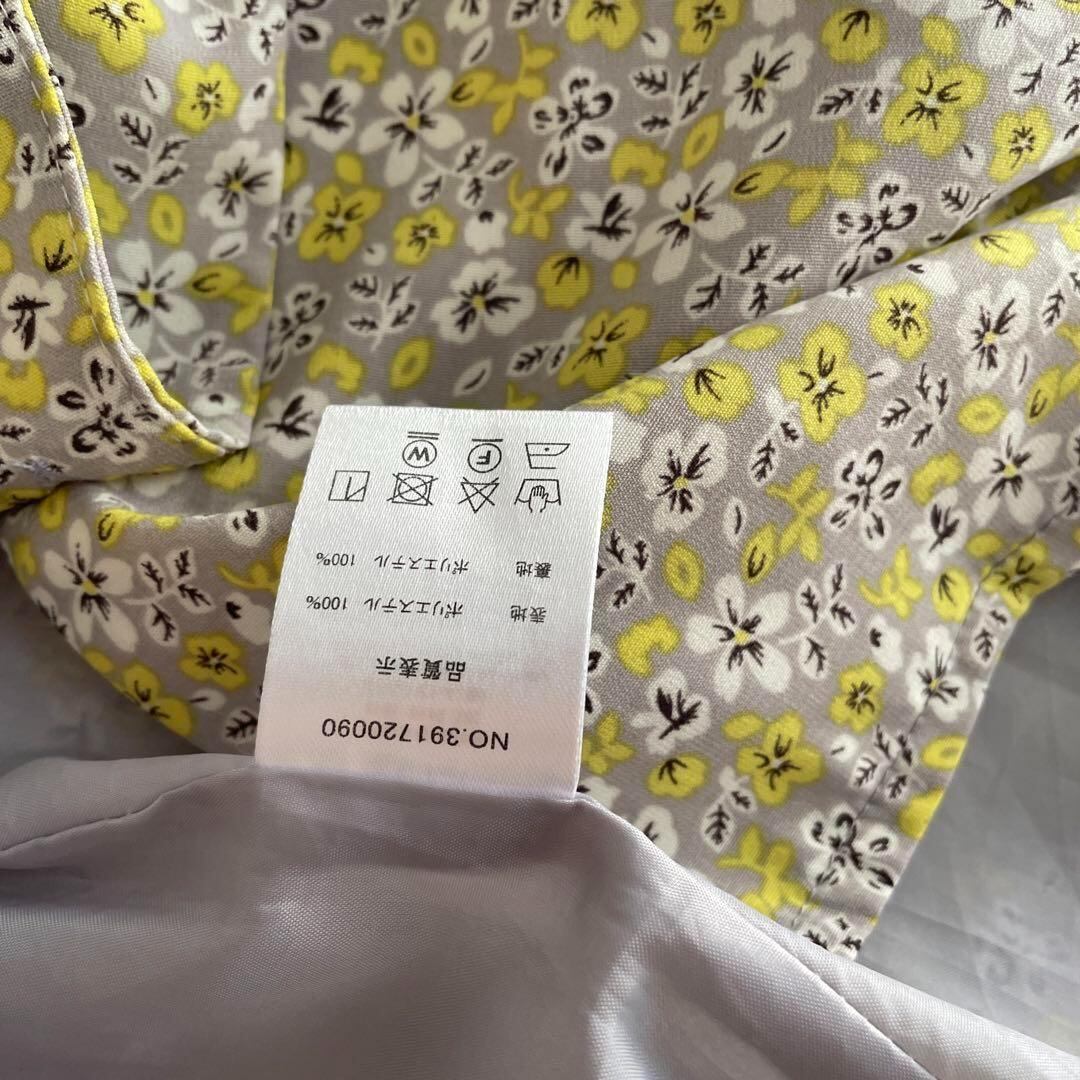 NO.391720090
品質表示
表地 ポリエステル 100%
裏地 ポリエステル 100%
F W